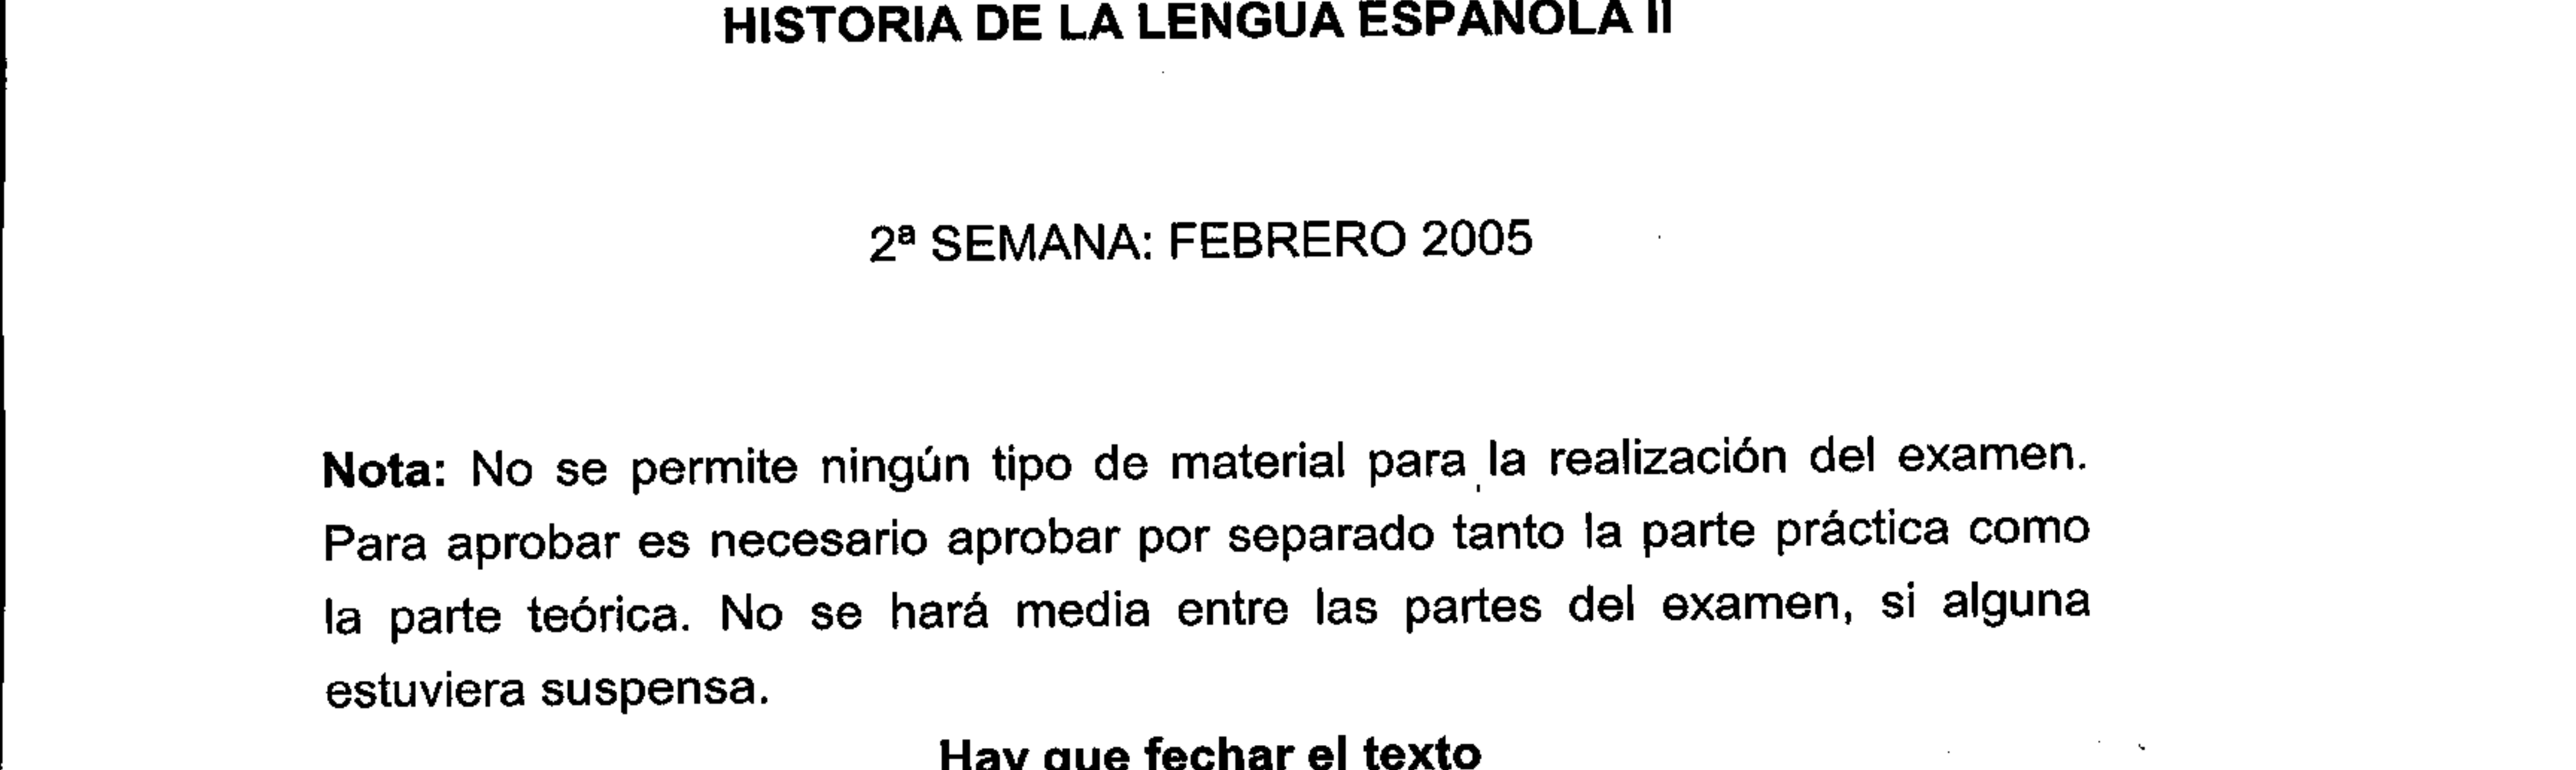 HISTORIA DE LA LENGUA ESPAÑOLA II
2ª SEMANA: FEBRERO 2005
Nota: No se permite ningún tipo de material para la realización del examen.
Para aprobar es necesario aprobar por separado tanto la parte práctica como
la parte teórica. No se hará media entre las partes del examen, si alguna
estuviera suspensa.
Hay que fechar el texto